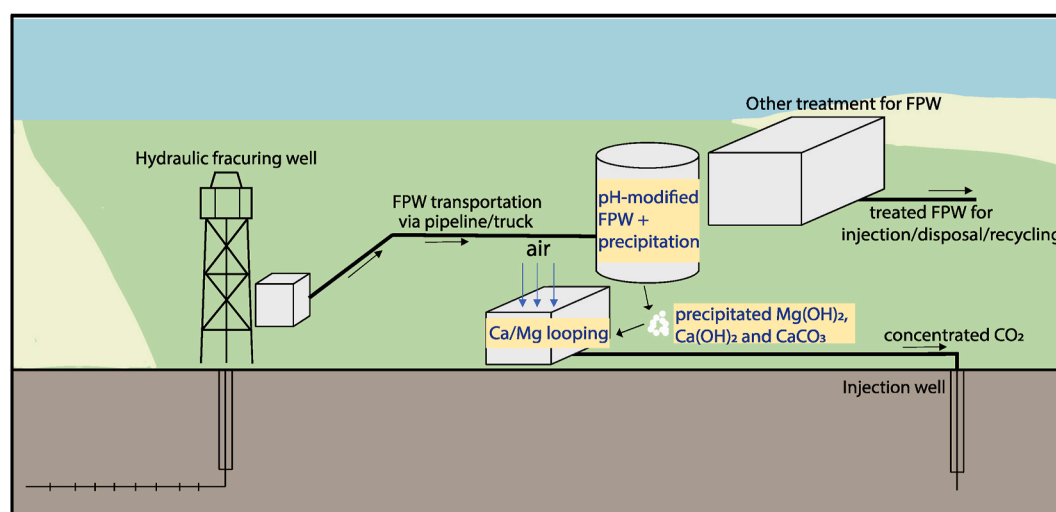 Other treatment for FPW
Hydraulic fracuring well
FPW transportation
via pipeline/truck
air
pH-modified
FPW +
precipitation
treated FPW for
injection/disposal/recycling
Ca/Mg looping
precipitated Mg(OH)₂,
Ca(OH)₂ and CaCO₃
concentrated CO₂
Injection well